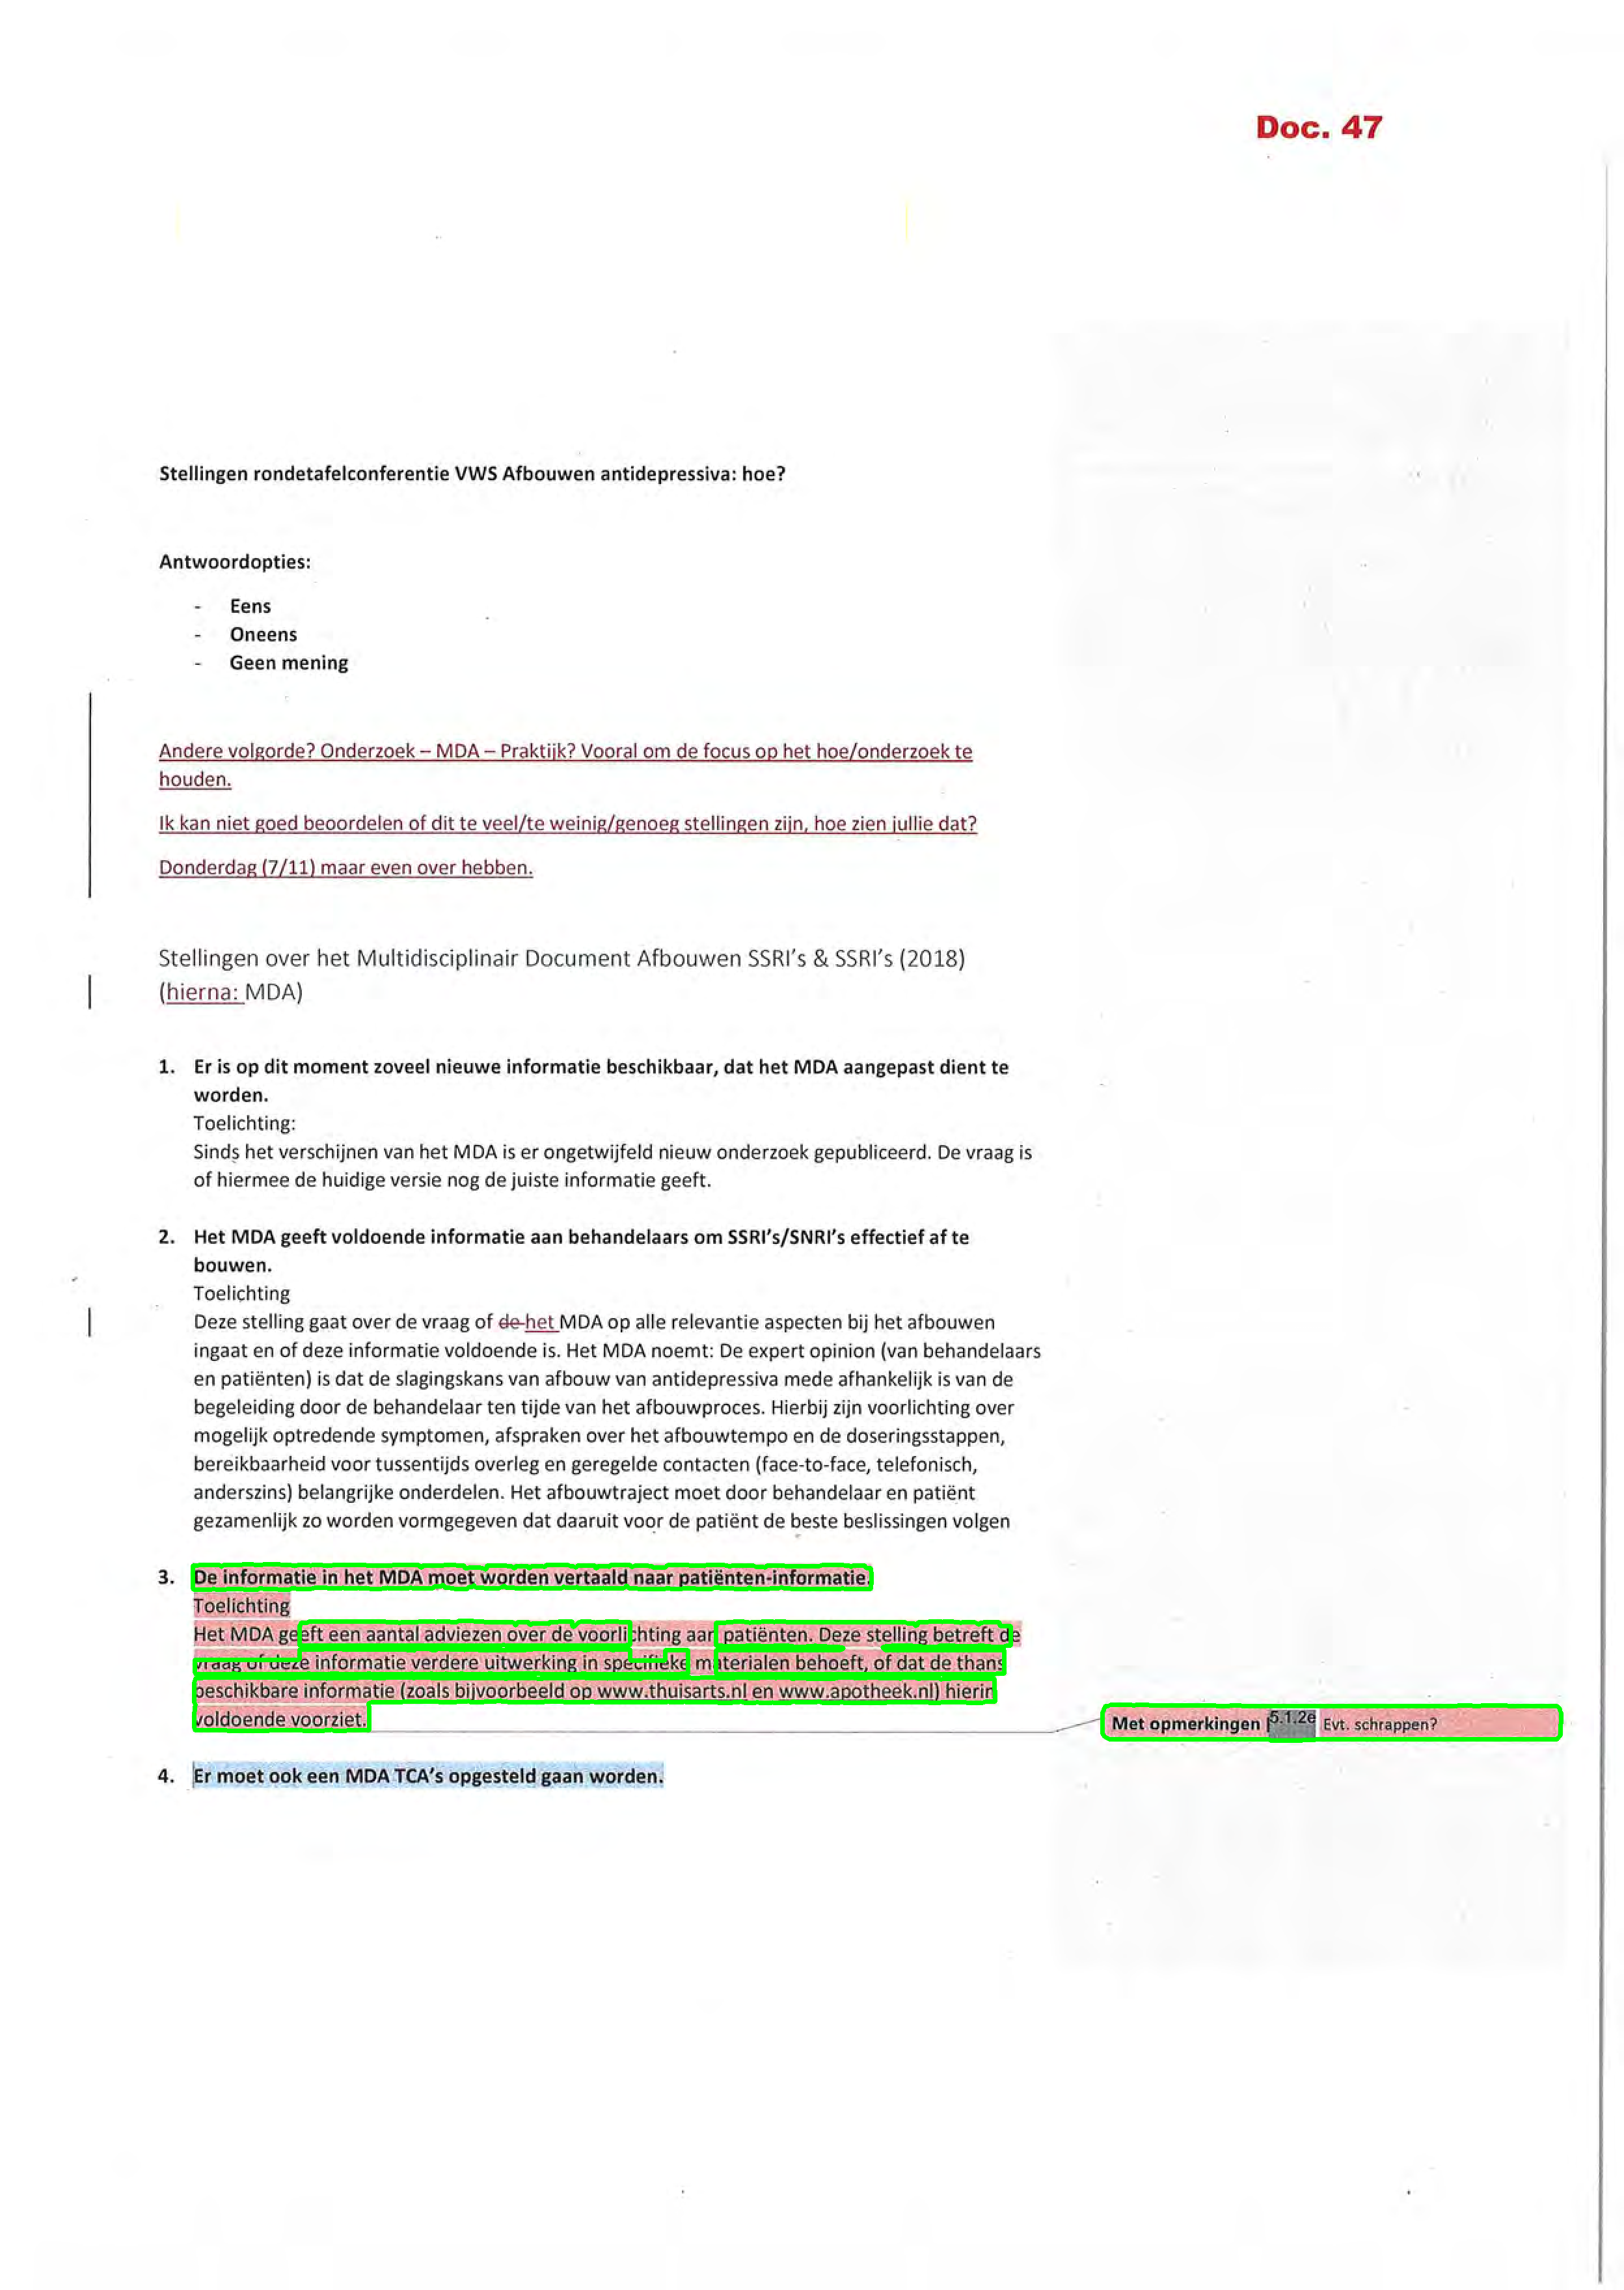 Doc. 47
Stellingen rondetafelconferentie VWS Afbouwen antidepressiva: hoe?
Antwoordopties:
- Eens
- Oneens
- Geen mening
Andere volgorde? Onderzoek – MDA – Praktijk? Vooral om de focus op het hoe/onderzoek te
houden.
Ik kan niet goed beoordelen of dit te veel/te weinig/genoeg stellingen zijn, hoe zien jullie dat?
Donderdag (7/11) maar even over hebben.
Stellingen over het Multidisciplinair Document Afbouwen SSRI's & SSRI's (2018)
(hierna: MDA)
1. Er is op dit moment zoveel nieuwe informatie beschikbaar, dat het MDA aangepast dient te
worden.
Toelichting:
Sinds het verschijnen van het MDA is er ongetwijfeld nieuw onderzoek gepubliceerd. De vraag is
of hiermee de huidige versie nog de juiste informatie geeft.
2. Het MDA geeft voldoende informatie aan behandelaars om SSRI's/SNRI's effectief af te
bouwen.
Toelichting
Deze stelling gaat over de vraag of de het MDA op alle relevantie aspecten bij het afbouwen
ingaat en of deze informatie voldoende is. Het MDA noemt: De expert opinion (van behandelaars
en patiënten) is dat de slagingskans van afbouw van antidepressiva mede afhankelijk is van de
begeleiding door de behandelaar ten tijde van het afbouwproces. Hierbij zijn voorlichting over
mogelijk optredende symptomen, afspraken over het afbouwtempo en de doseringsstappen,
bereikbaarheid voor tussentijds overleg en geregelde contacten (face-to-face, telefonisch,
anderszins) belangrijke onderdelen. Het afbouwtraject moet door behandelaar en patiënt
gezamenlijk zo worden vormgegeven dat daaruit voor de patiënt de beste beslissingen volgen
3. De informatie in het MDA moet worden vertaald naar patiënten-informatie.
Toelichting
Het MDA geeft een aantal adviezen over de voorlichting aan patiënten. Deze stelling betreft de
vraag of deze informatie verdere uitwerking in specifieke materialen behoeft, of dat de thans
beschikbare informatie (zoals bijvoorbeeld op www.thuisarts.nl en www.apotheek.nl) hierin
voldoende voorziet.
Met opmerkingen 5.1.2e Evt. schrappen?
4. Er moet ook een MDA TCA's opgesteld gaan worden.